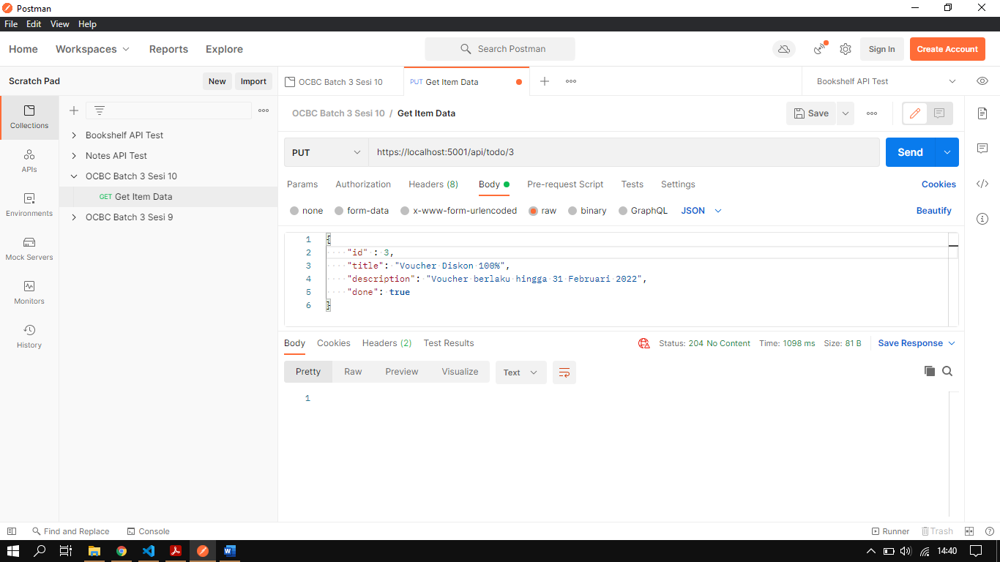 Postman
File Edit View Help
Home Workspaces Reports Explore Search Postman Sign In Create Account
Scratch Pad New Import
OCBC Batch 3 Sesi 10 PUT Get Item Data Bookshelf API Test
OCBC Batch 3 Sesi 10 / Get Item Data Save
Collections
APIs
Environments
Mock Servers
Monitors
History
Bookshelf API Test
Notes API Test
OCBC Batch 3 Sesi 10
GET Get Item Data
OCBC Batch 3 Sesi 9
PUT https://localhost:5001/api/todo/3 Send
Params Authorization Headers (8) Body Pre-request Script Tests Settings Cookies
none form-data x-www-form-urlencoded raw binary GraphQL JSON Beautify
1 {
2 "id" : 3,
3 "title": "Voucher Diskon 100%",
4 "description": "Voucher berlaku hingga 31 Februari 2022",
5 "done": true
6 }
Body Cookies Headers (2) Test Results Status: 204 No Content Time: 1098 ms Size: 81 B Save Response
Pretty Raw Preview Visualize Text
1
Find and Replace Console Runner Trash
14:40